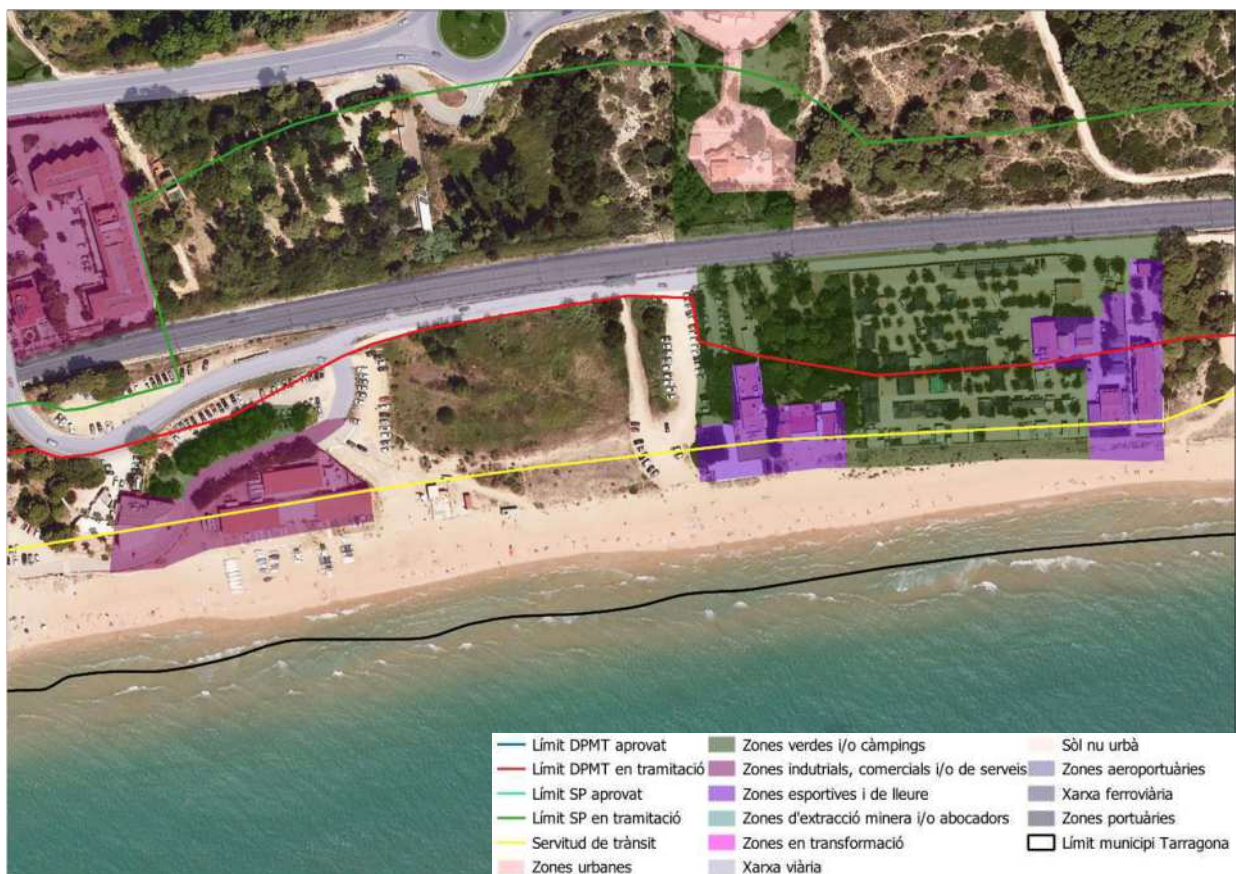 Límit DPMT aprovat
Límit DPMT en tramitació
Límit SP aprovat
Límit SP en tramitació
Servitud de trànsit
Zones urbanes
Zones verdes i/o càmpings
Zones indutrials, comercials i/o de serveis
Zones esportives i de lleure
Zones d'extracció minera i/o abocadors
Zones en transformació
Xarxa viària
Sòl nu urbà
Zones aeroportuàries
Xarxa ferroviària
Zones portuàries
Límit municipi Tarragona